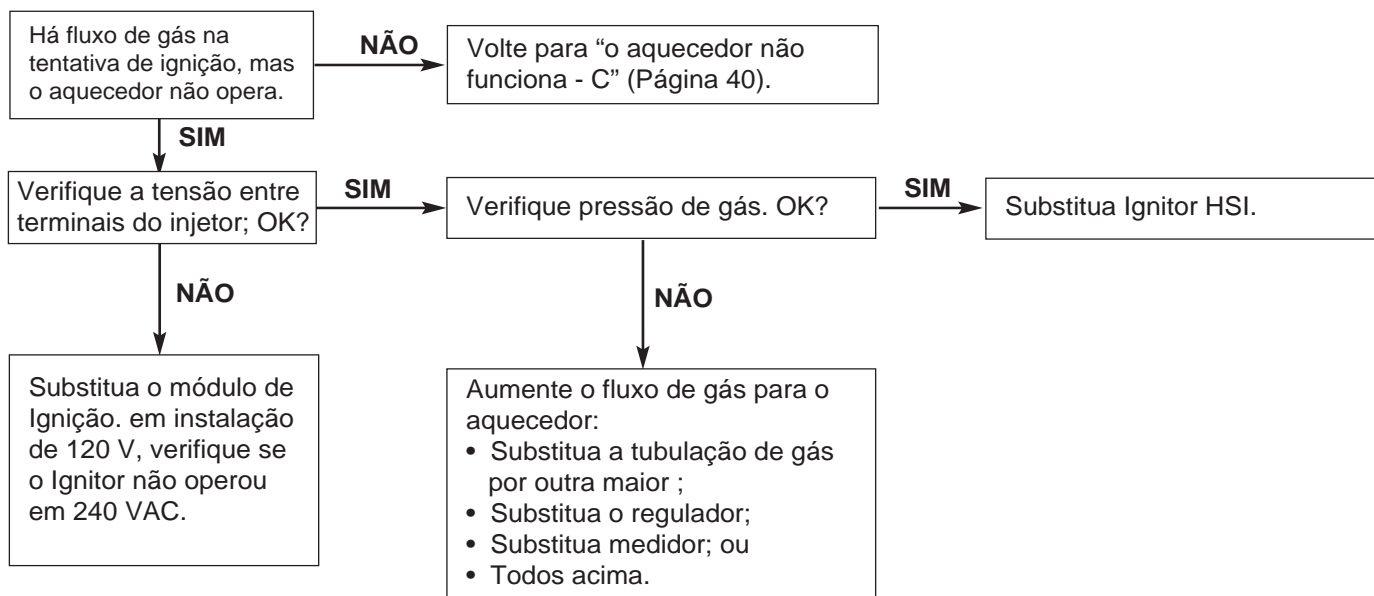 Há fluxo de gás na
tentativa de ignição, mas
o aquecedor não opera.
NÃO
Volte para “o aquecedor não
funciona - C” (Página 40).
SIM
Verifique a tensão entre
terminais do injetor; OK?
SIM
Verifique pressão de gás. OK?
SIM
Substitua Ignitor HSI.
NÃO
NÃO
Substitua o módulo de
Ignição. em instalação
de 120 V, verifique se
o Ignitor não operou
em 240 VAC.
Aumente o fluxo de gás para o
aquecedor:
• Substitua a tubulação de gás
por outra maior ;
• Substitua o regulador;
• Substitua medidor; ou
• Todos acima.